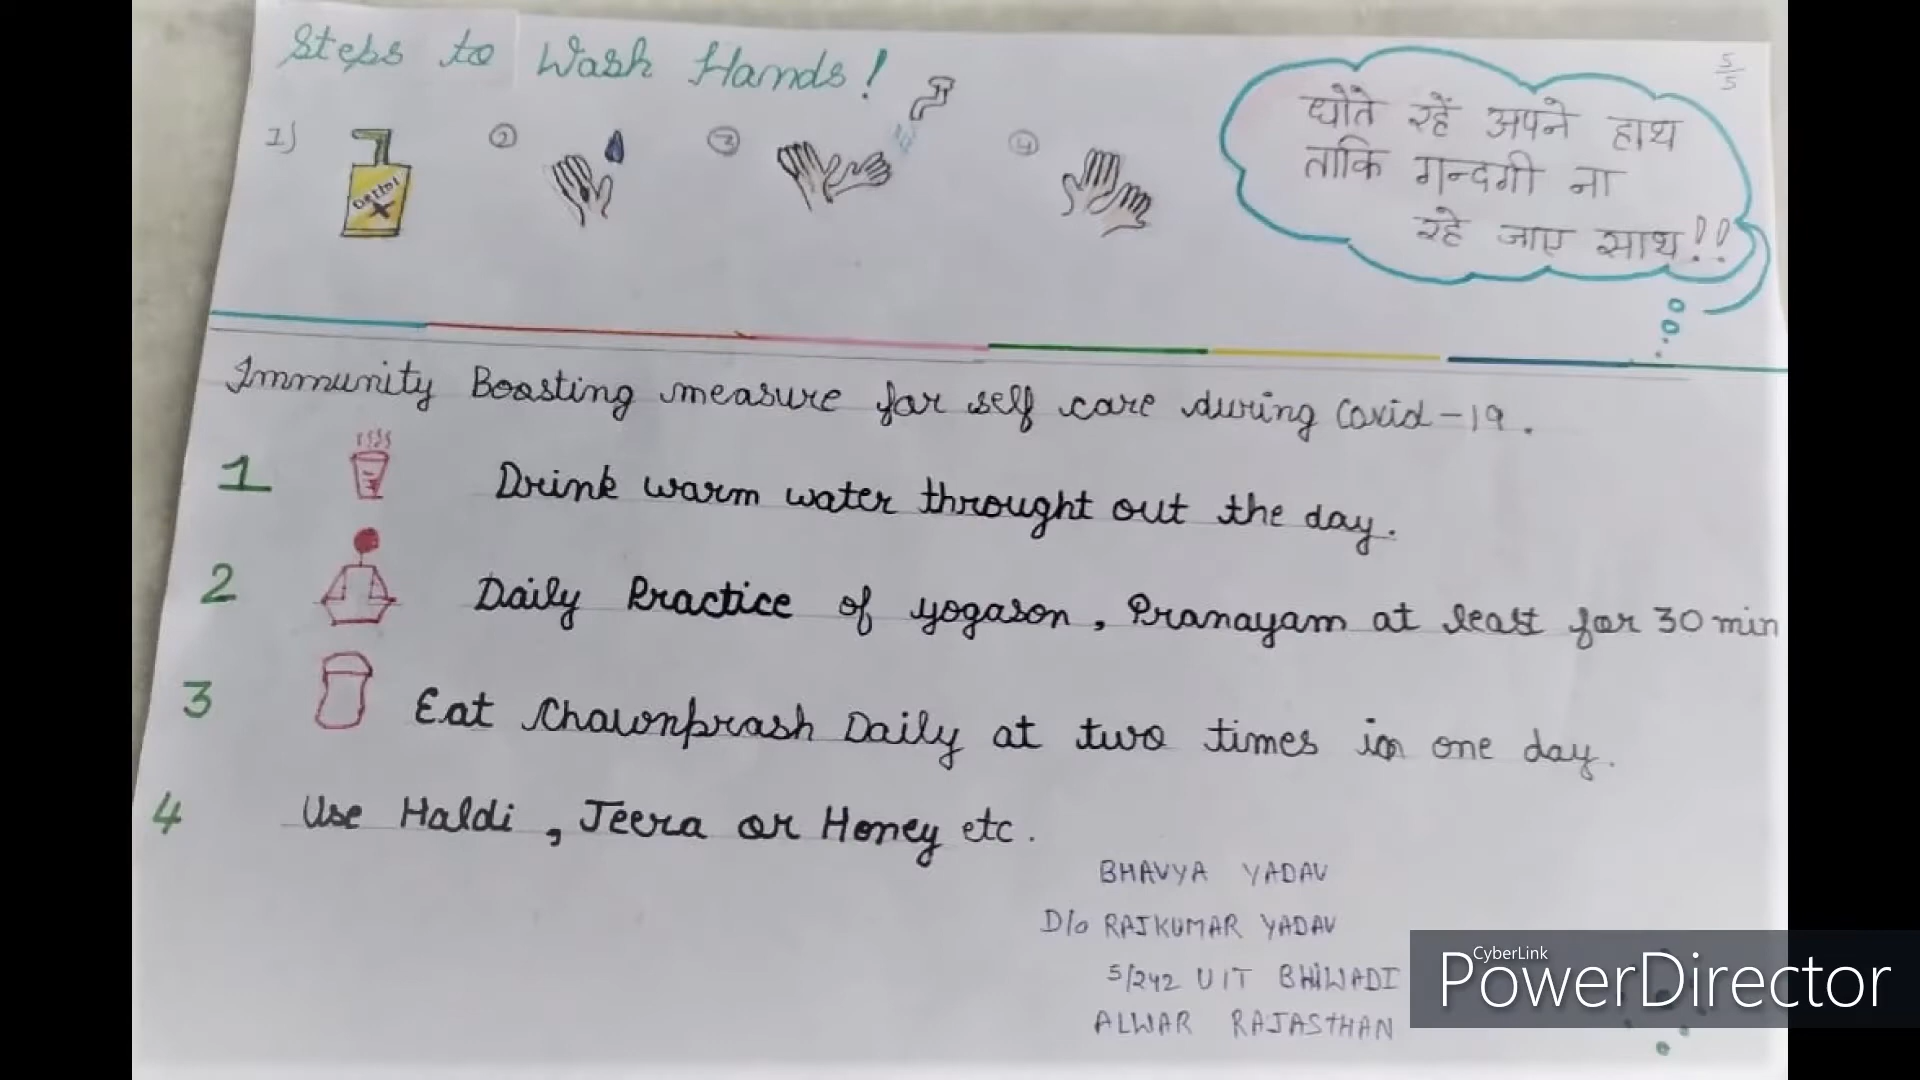 Steps to Wash Hands!
5/5
1)
Dettol
②
③
④
धोते रहें अपने हाथ
ताकि गन्दगी ना
रहे जाए साथ!!
Immunity Boosting measure for self care during Covid-19.
1 Drink warm water throught out the day.
2 Daily Practice of yogason, Pranayam at least for 30 min
3 Eat Chawnprash Daily at two times in one day.
4 Use Haldi, Jeera or Honey etc.
BHAVYA YADAV
D/o RAJKUMAR YADAV
5/242 UIT BHIWADI
ALWAR RAJASTHAN
CyberLink
PowerDirector